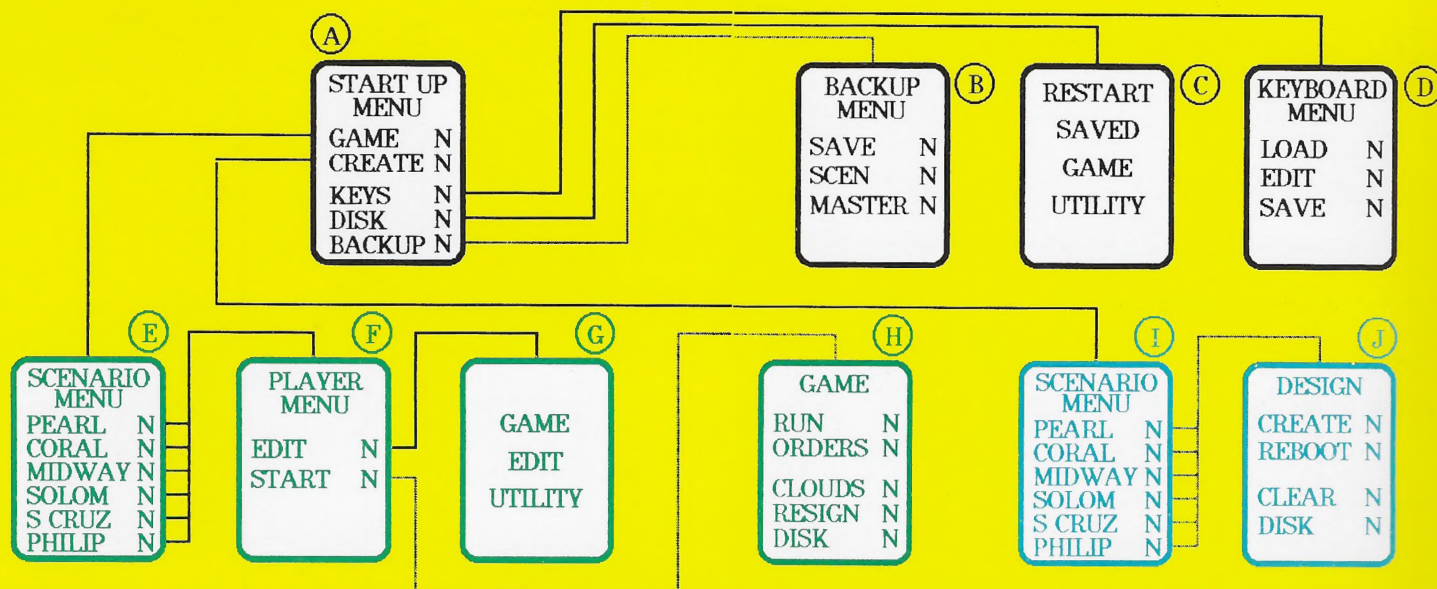 A
START UP
MENU
GAME N
CREATE N
KEYS N
DISK N
BACKUP N
B
BACKUP
MENU
SAVE N
SCEN N
MASTER N
C
RESTART
SAVED
GAME
UTILITY
D
KEYBOARD
MENU
LOAD N
EDIT N
SAVE N
E
SCENARIO
MENU
PEARL N
CORAL N
MIDWAY N
SOLOM N
S CRUZ N
PHILIP N
F
PLAYER
MENU
EDIT N
START N
G
GAME
EDIT
UTILITY
H
GAME
RUN N
ORDERS N
CLOUDS N
RESIGN N
DISK N
I
SCENARIO
MENU
PEARL N
CORAL N
MIDWAY N
SOLOM N
S CRUZ N
PHILIP N
J
DESIGN
CREATE N
REBOOT N
CLEAR N
DISK N